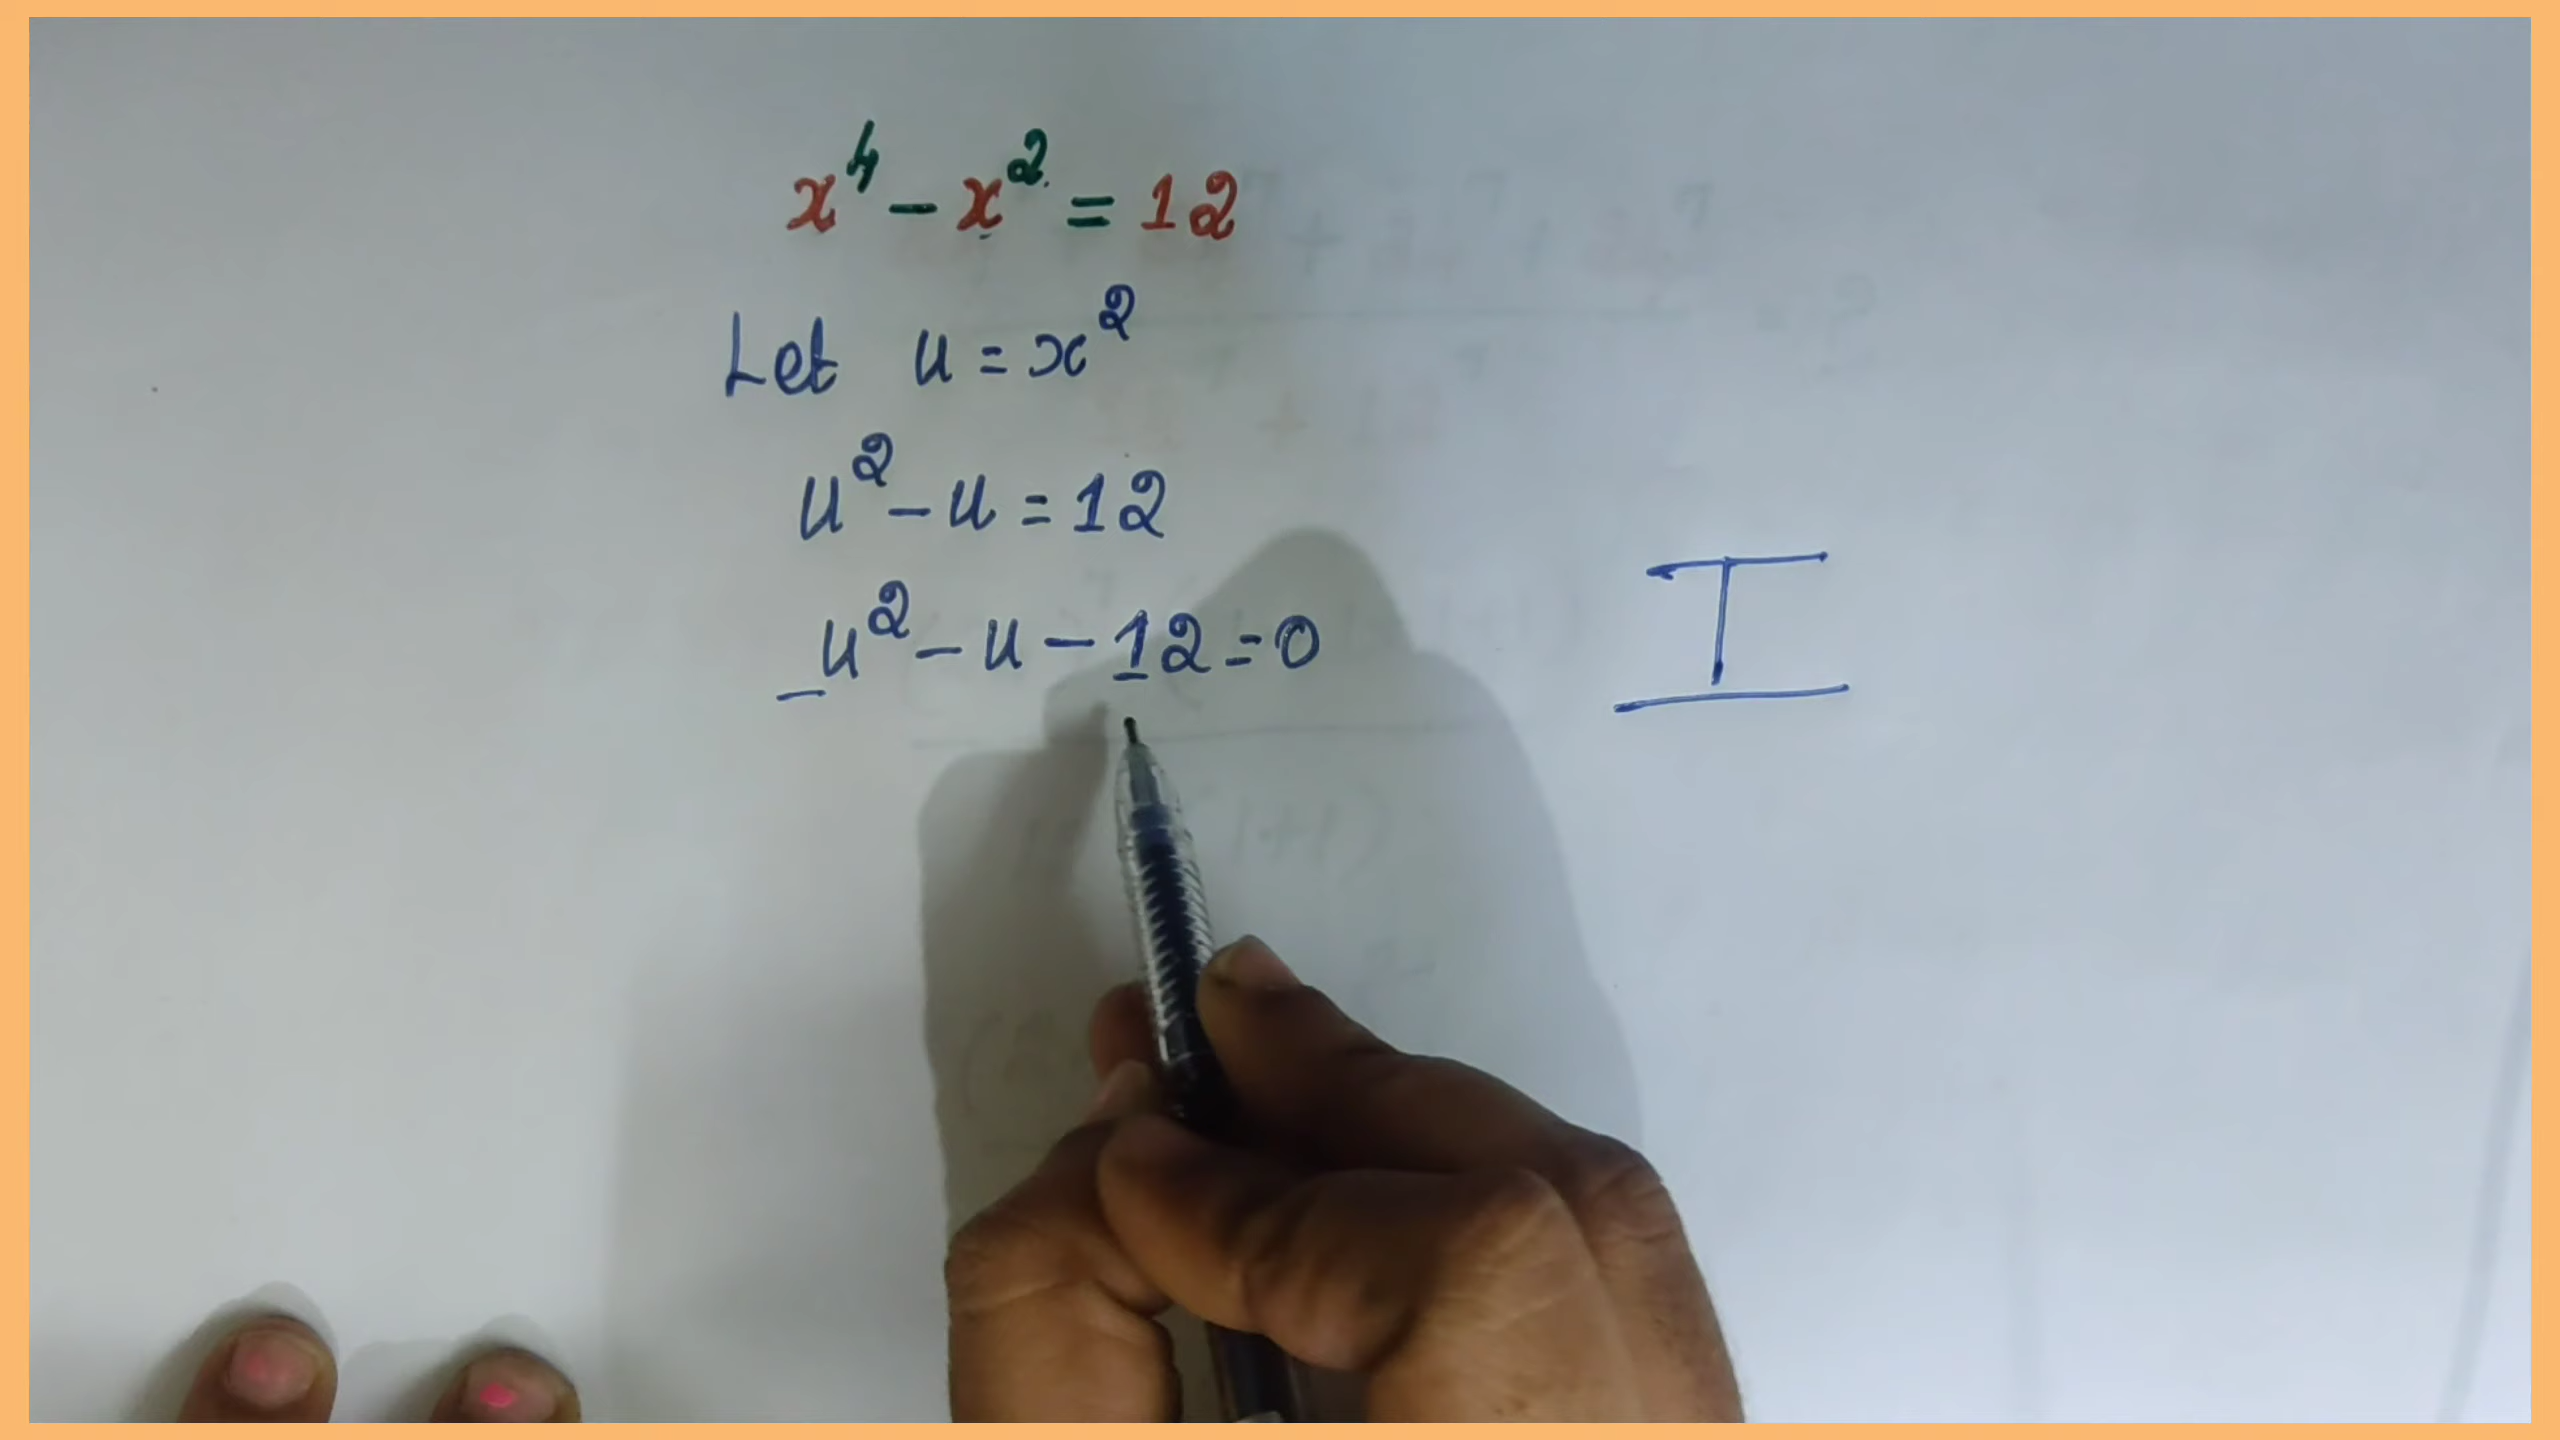 x⁴ - x² = 12
Let u = x²
u² - u = 12
u² - u - 12 = 0
I